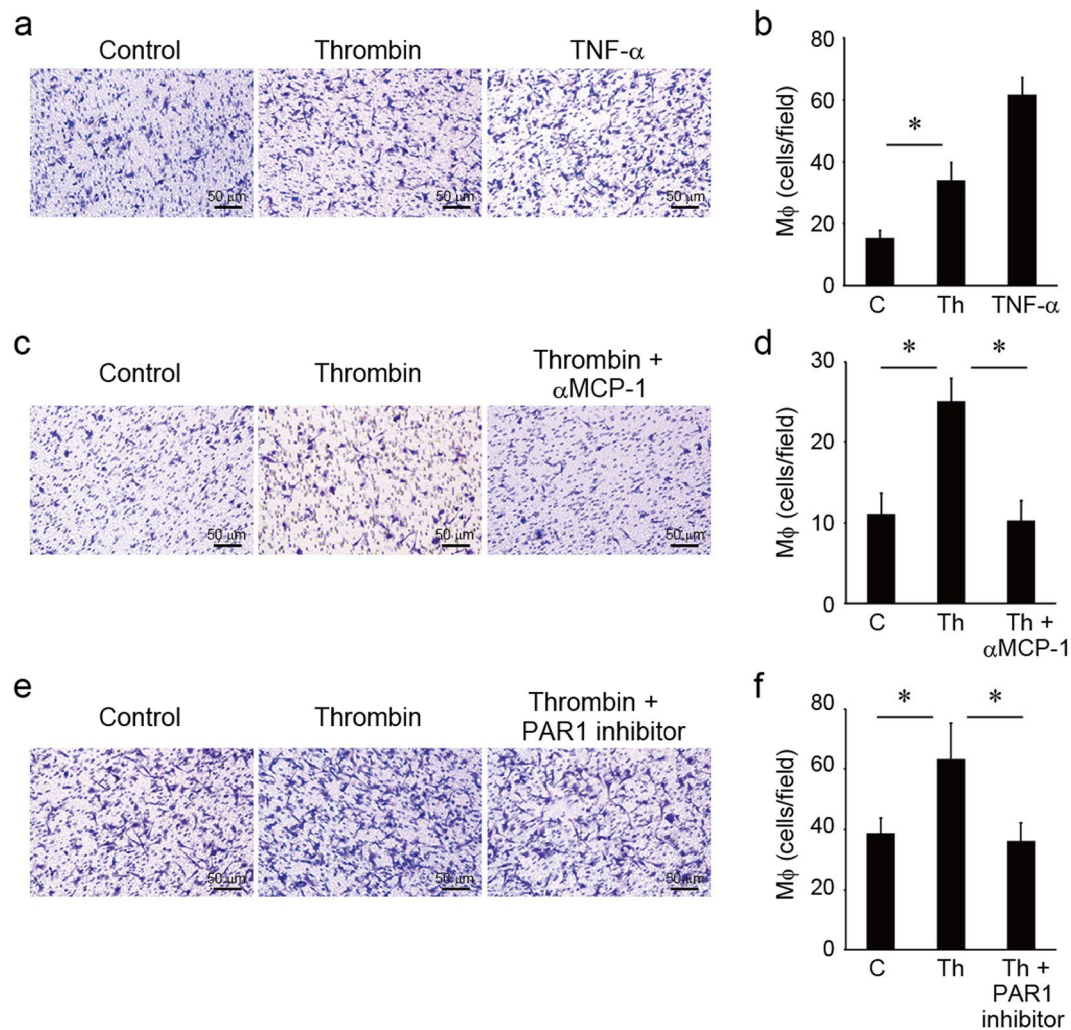 a
Control
Thrombin
TNF-α
50 μm
50 μm
50 μm
b
80
60
40
20
0
Mϕ (cells/field)
*
C
Th
TNF-α
c
Control
Thrombin
Thrombin +
αMCP-1
50 μm
50 μm
50 μm
d
30
20
10
0
Mϕ (cells/field)
*
*
C
Th
Th +
αMCP-1
e
Control
Thrombin
Thrombin +
PAR1 inhibitor
50 μm
50 μm
50 μm
f
80
60
40
20
0
Mϕ (cells/field)
*
*
C
Th
Th +
PAR1
inhibitor